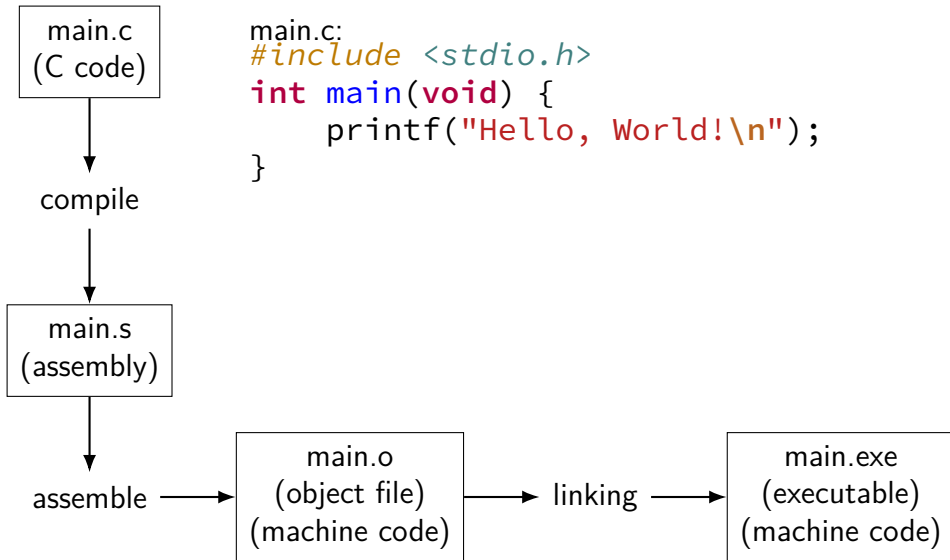 main.c
(C code)
main.c:
#include <stdio.h>
int main(void) {
    printf("Hello, World!\n");
}
compile
main.s
(assembly)
assemble
main.o
(object file)
(machine code)
linking
main.exe
(executable)
(machine code)